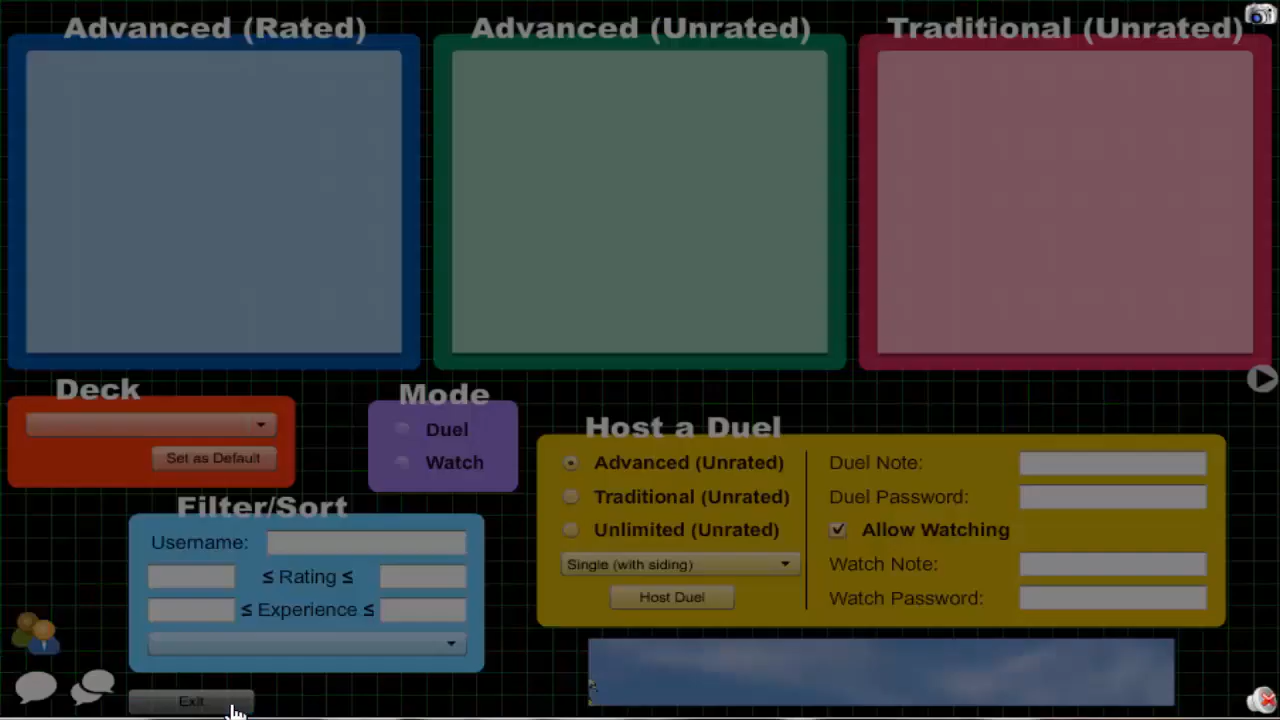 Advanced (Rated)
Advanced (Unrated)
Traditional (Unrated)
Deck
Set as Default
Mode
Duel
Watch
Filter/Sort
Username:
≤ Rating ≤
≤ Experience ≤
Exit
Host a Duel
Advanced (Unrated)
Traditional (Unrated)
Unlimited (Unrated)
Single (with siding)
Host Duel
Duel Note:
Duel Password:
Allow Watching
Watch Note:
Watch Password: